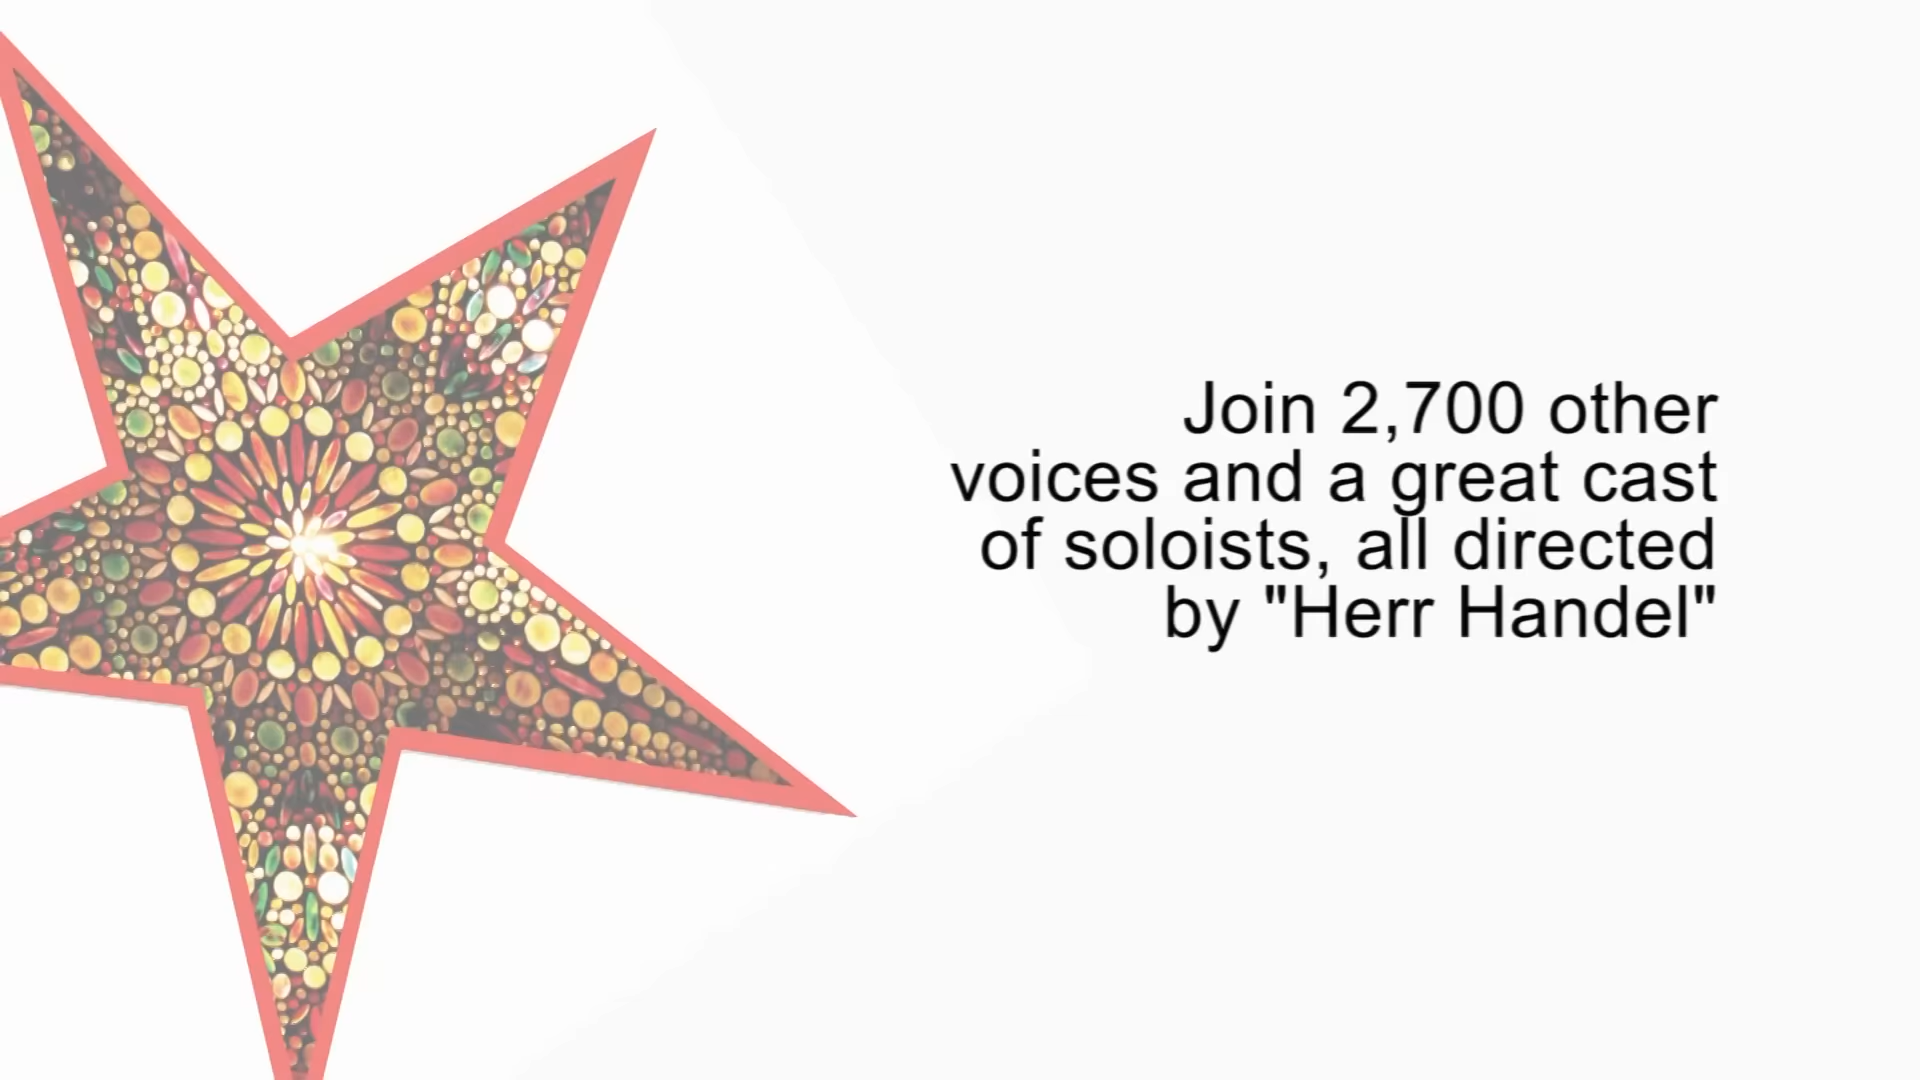 Join 2,700 other
voices and a great cast
of soloists, all directed
by "Herr Handel"